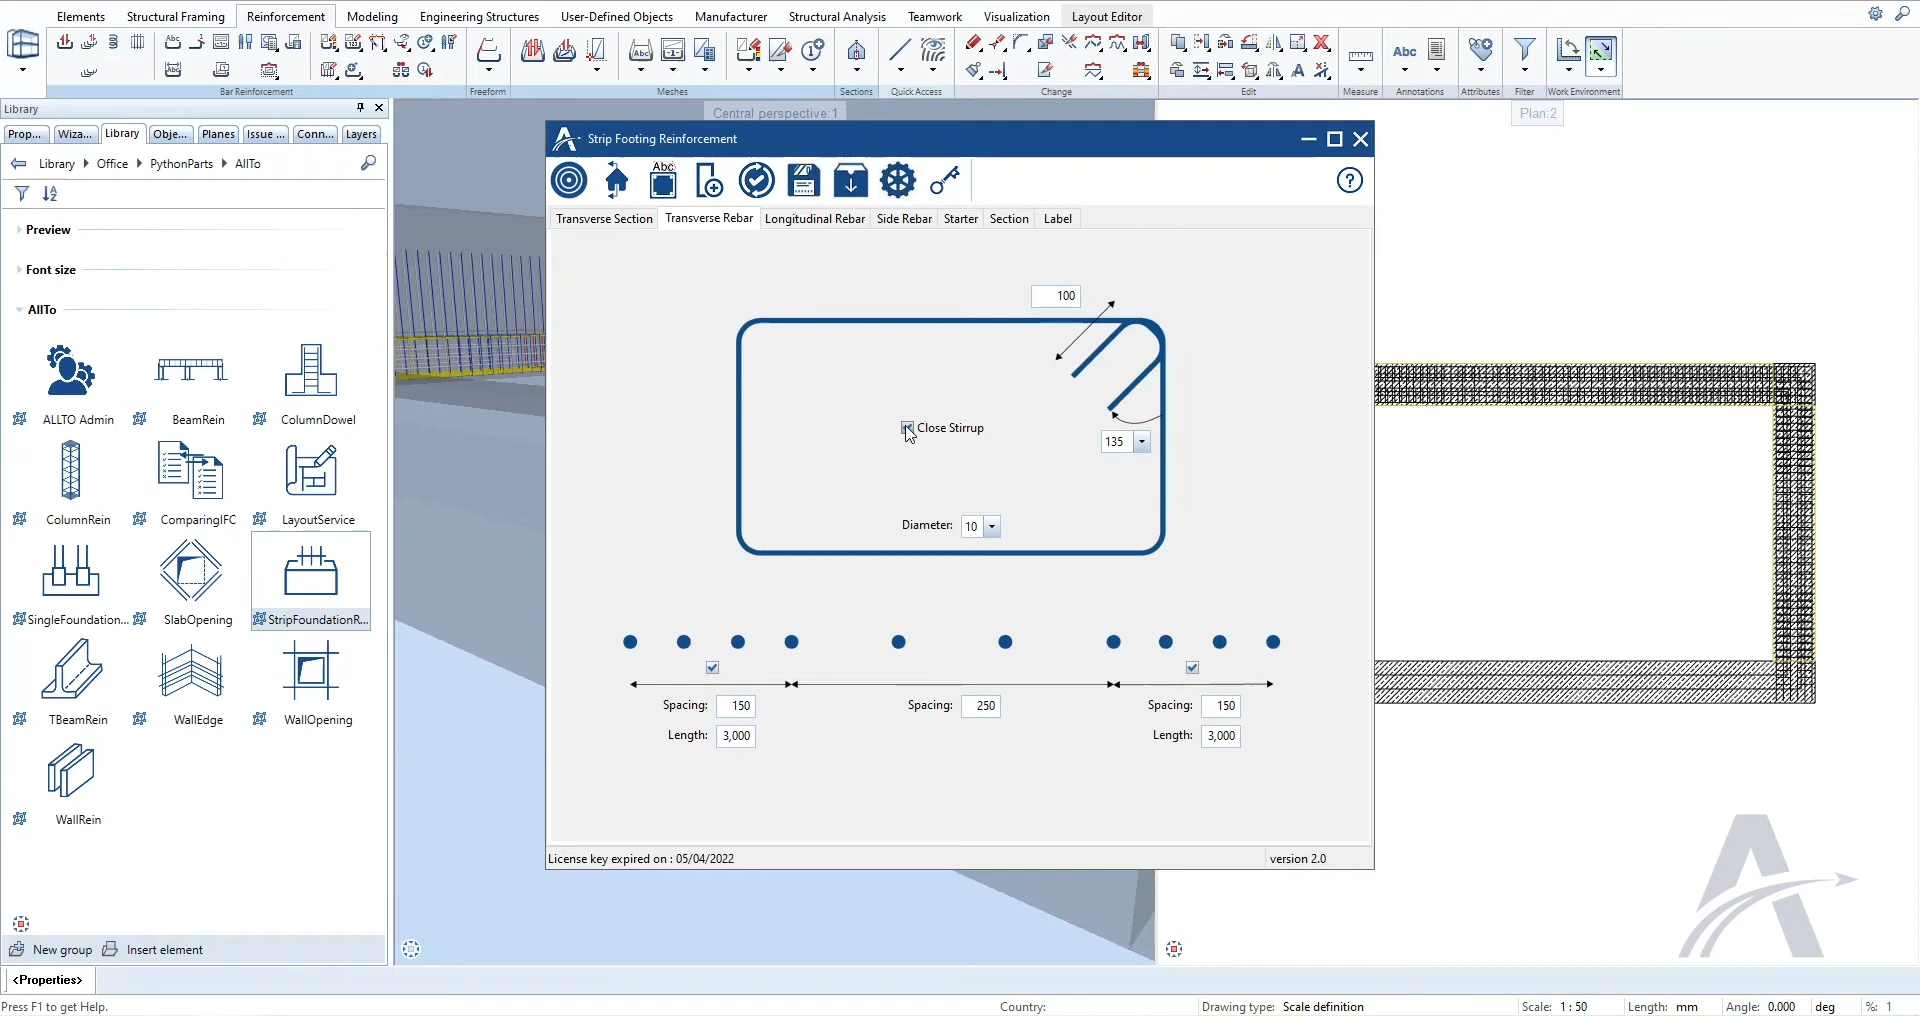 Elements Structural Framing Reinforcement Modeling Engineering Structures User-Defined Objects Manufacturer Structural Analysis Teamwork Visualization Layout Editor
Bar Reinforcement Freeform Meshes Sections Quick Access Change Edit Measure Annotations Attributes Filter Work Environment
Abc
Library
Prop... Wiza... Library Obje... Planes Issue ... Conn... Layers
Library Office PythonParts AllTo
Preview
Font size
AllTo
ALLTO Admin BeamRein ColumnDowel
ColumnRein ComparingIFC LayoutService
SingleFoundation... SlabOpening StripFoundationR...
TBeamRein WallEdge WallOpening
WallRein
New group Insert element
<Properties>
Press F1 to get Help.
Central perspective:1
Plan:2
Strip Footing Reinforcement
Abc
Transverse Section Transverse Rebar Longitudinal Rebar Side Rebar Starter Section Label
100
Close Stirrup
135
Diameter: 10
Spacing: 150 Spacing: 250 Spacing: 150
Length: 3,000 Length: 3,000
License key expired on : 05/04/2022 version 2.0
Country: Drawing type: Scale definition Scale: 1 : 50 Length: mm Angle: 0.000 deg %: 1